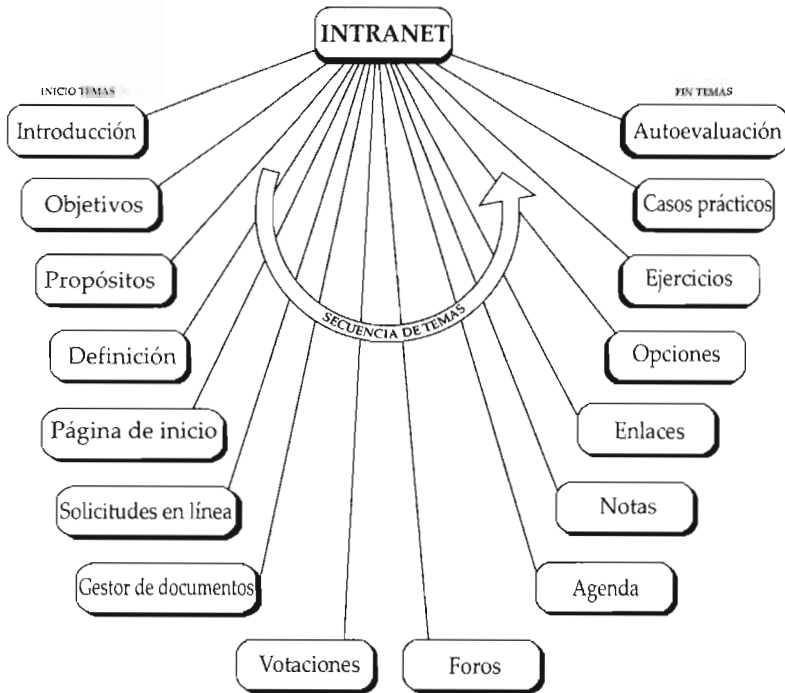 INTRANET
INICIO TEMAS
Introducción
Objetivos
Propósitos
Definición
Página de inicio
Solicitudes en línea
Gestor de documentos
Votaciones
Foros
Agenda
Notas
Enlaces
Opciones
Ejercicios
Casos prácticos
Autoevaluación
FIN TEMAS
SECUENCIA DE TEMAS